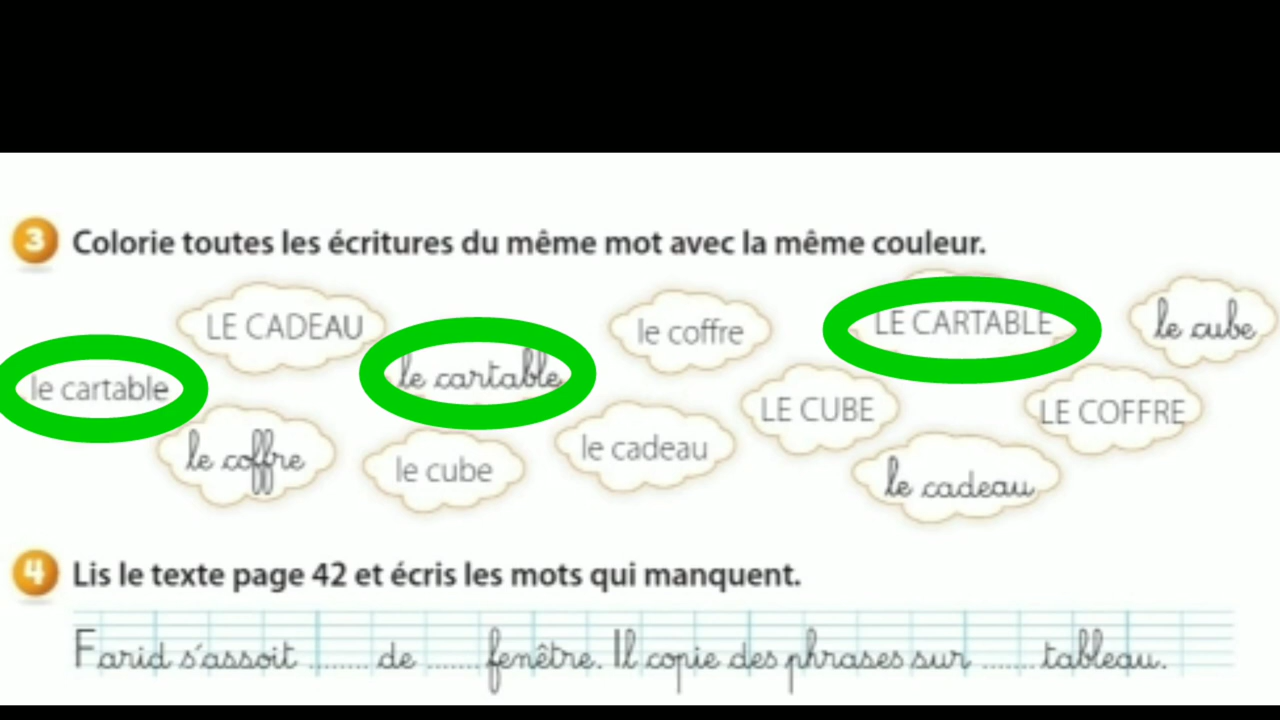 3 Colorie toutes les écritures du même mot avec la même couleur.
LE CADEAU
le coffre
LE CARTABLE
le cube
le cartable
le cartable
LE CUBE
LE COFFRE
le coffre
le cube
le cadeau
le cadeau
4 Lis le texte page 42 et écris les mots qui manquent.
Farid s'assoit ........ de ....... fenêtre. Il copie des phrases sur ....... tableau.